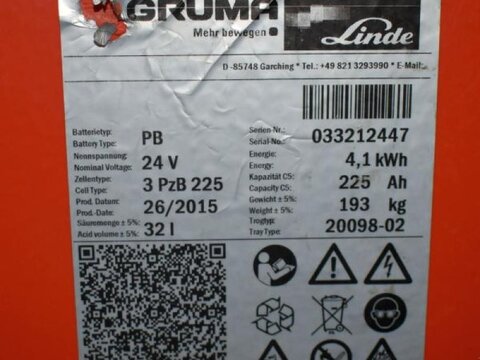 GRUMA
Mehr bewegen
Linde
D -85748 Garching * Tel.: +49 821 3293990 * E-Mail:
Batterietyp: PB
Battery Type:
Nennspannung: 24 V
Nominal Voltage:
Zellentype: 3 PzB 225
Cell Type:
Prod. Datum: 26/2015
Prod.-Date:
Säuremenge ± 5%: 32 l
Acid volume ± 5%:
Serien-Nr.: 033212447
Serial-No.:
Energie: 4,1 kWh
Energy:
Kapazität C5: 225 Ah
Capacity C5:
Gewicht ± 5%: 193 kg
Weight ± 5%:
Trogtyp: 20098-02
Tray Type:
Pb